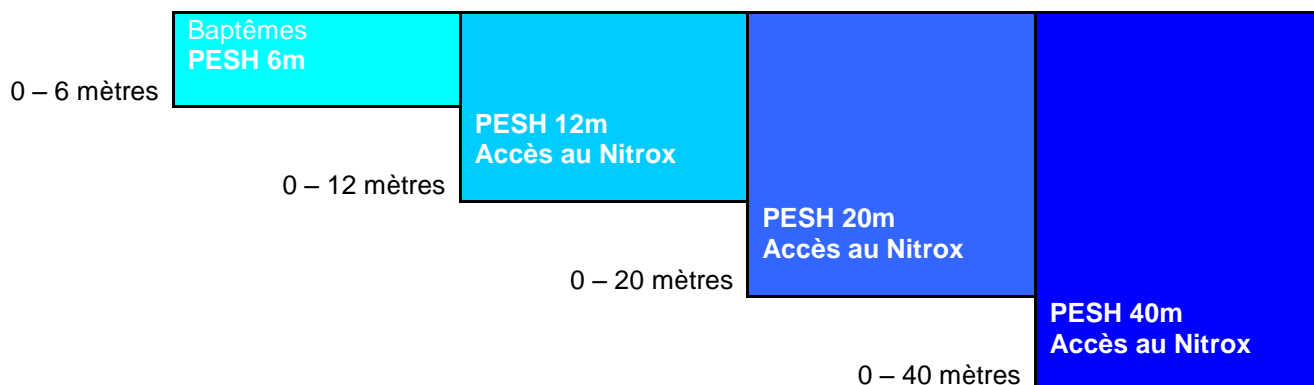 Baptêmes
PESH 6m
0 – 6 mètres
PESH 12m
Accès au Nitrox
0 – 12 mètres
PESH 20m
Accès au Nitrox
0 – 20 mètres
PESH 40m
Accès au Nitrox
0 – 40 mètres